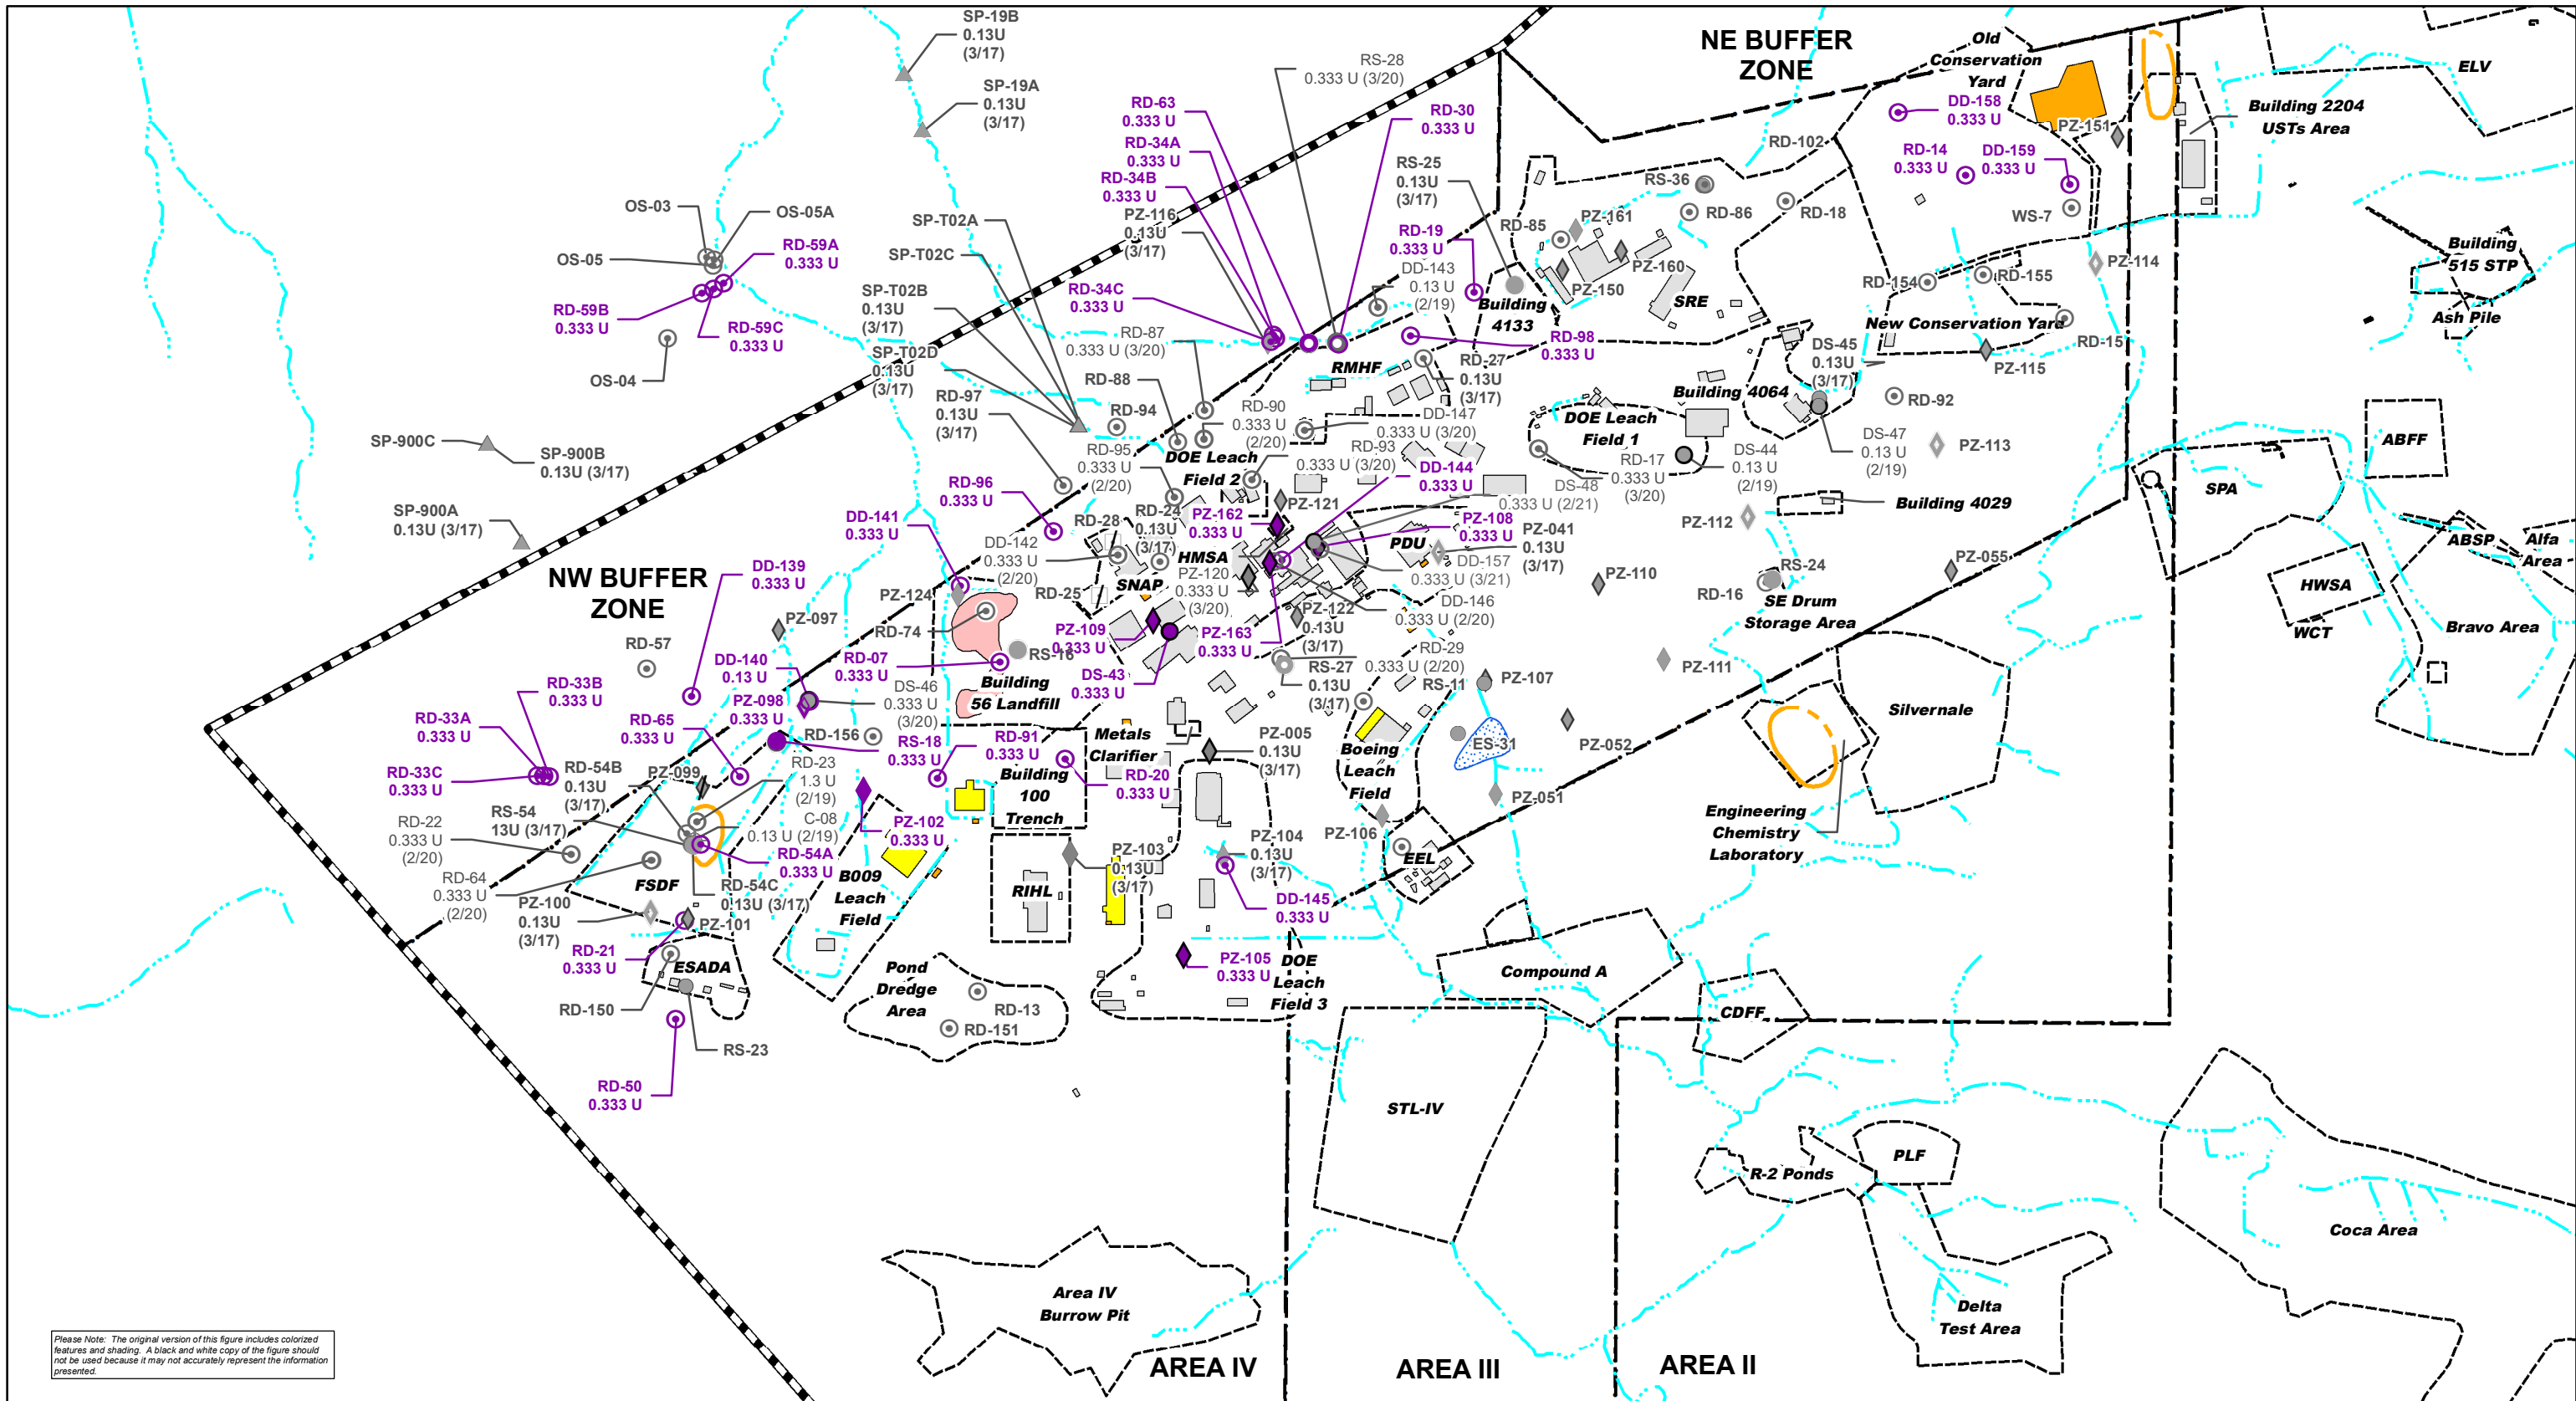 SP-19B
0.13U
(3/17)
SP-19A
0.13U
(3/17)
RS-28
0.333 U (3/20)
NE BUFFER
ZONE
Old
Conservation
Yard
ELV
Building 2204
USTs Area
RD-63
0.333 U
RD-34A
0.333 U
RD-34B
0.333 U
PZ-116
0.13U
(3/17)
RD-30
0.333 U
RS-25
0.13U
(3/17)
RD-102
DD-158
0.333 U
PZ-151
RD-14
0.333 U
DD-159
0.333 U
WS-7
RS-36
RD-86
RD-18
PZ-161
RD-85
PZ-160
PZ-150
SRE
RD-19
0.333 U
DD-143
0.13 U
(2/19)
Building
4133
OS-03
OS-05A
OS-05
RD-59A
0.333 U
RD-59B
0.333 U
RD-59C
0.333 U
OS-04
SP-T02A
SP-T02C
SP-T02B
0.13U
(3/17)
SP-T02D
0.13U
(3/17)
RD-34C
0.333 U
RD-87
0.333 U (3/20)
RD-88
RD-97
0.13U
(3/17)
RD-94
RD-98
0.333 U
RMHF
RD-27
0.13U
(3/17)
RD-154
RD-155
PZ-114
Building
515 STP
Ash Pile
New Conservation Yard
RD-15
PZ-115
DS-45
0.13U
(3/17)
Building 4064
RD-92
DOE Leach
Field 1
RD-90
0.333 U
(2/20)
DD-147
0.333 U (3/20)
RD-93
0.333 U (3/20)
RD-95
0.333 U
(2/20)
DOE Leach
Field 2
DD-144
0.333 U
RD-17
0.333 U
(3/20)
DS-44
0.13 U
(2/19)
DS-47
0.13 U
(2/19)
DS-48
0.333 U (2/21)
PZ-113
ABFF
SPA
Building 4029
PZ-112
SP-900C
SP-900B
0.13U (3/17)
SP-900A
0.13U (3/17)
RD-96
0.333 U
DD-141
0.333 U
RD-28
RD-24
0.13U
(3/17)
PZ-121
PZ-162
0.333 U
PZ-108
0.333 U
PZ-041
0.13U
(3/17)
PDU
DD-157
0.333 U (3/21)
DD-142
0.333 U
(2/20)
HMSA
SNAP
PZ-120
0.333 U
(3/20)
RD-25
DD-146
0.333 U (2/20)
PZ-110
RS-24
RD-16
SE Drum
Storage Area
PZ-055
ABSP
Alfa
Area
HWSA
WCT
Bravo Area
NW BUFFER
ZONE
DD-139
0.333 U
PZ-124
RD-74
PZ-097
RD-57
PZ-109
0.333 U
PZ-163
0.333 U
PZ-122
0.13U
(3/17)
RD-29
0.333 U (2/20)
RS-27
0.13U
(3/17)
RS-11
PZ-107
PZ-111
DD-140
0.13 U
RD-07
0.333 U
RS-16
DS-43
0.333 U
Building
56 Landfill
DS-46
0.333 U
(3/20)
PZ-098
0.333 U
RD-33B
0.333 U
RD-33A
0.333 U
RD-33C
0.333 U
RD-65
0.333 U
RD-156
RS-18
0.333 U
RD-91
0.333 U
Metals
Clarifier
RD-20
0.333 U
PZ-005
0.13U
(3/17)
Boeing
Leach
Field
ES-31
PZ-052
Silvernale
RD-54B
0.13U
(3/17)
PZ-099
RD-23
1.3 U
(2/19)
C-08
0.13 U (2/19)
RS-54
13U (3/17)
RD-22
0.333 U
(2/20)
Building
100
Trench
PZ-102
0.333 U
PZ-051
PZ-106
Engineering
Chemistry
Laboratory
RD-54A
0.333 U
B009
Leach
Field
RIHL
PZ-103
0.13U
(3/17)
PZ-104
0.13U
(3/17)
EEL
RD-64
0.333 U
(2/20)
FSDF
RD-54C
0.13U (3/17)
PZ-100
0.13U
(3/17)
PZ-101
RD-21
0.333 U
ESADA
DD-145
0.333 U
PZ-105
0.333 U
DOE
Leach
Field 3
Compound A
Pond
Dredge
Area
RD-13
RD-151
RD-150
RS-23
CDFF
RD-50
0.333 U
STL-IV
R-2 Ponds
PLF
Coca Area
Area IV
Burrow Pit
Delta
Test Area
AREA IV
AREA III
AREA II
Please Note: The original version of this figure includes colorized
features and shading. A black and white copy of the figure should
not be used because it may not accurately represent the information
presented.